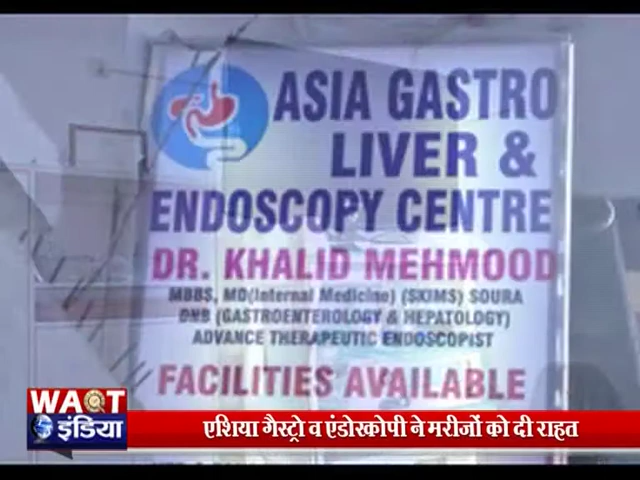 ASIA GASTRO
LIVER &
ENDOSCOPY CENTRE
DR. KHALID MEHMOOD
MBBS, MD(Internal Medicine) (SKIMS) SOURA
DNB (GASTROENTEROLOGY & HEPATOLOGY)
ADVANCE THERAPEUTIC ENDOSCOPIST
FACILITIES AVAILABLE
WAQT
इंडिया
एशिया गैस्ट्रो व एंडोस्कोपी ने मरीजों को दी राहत